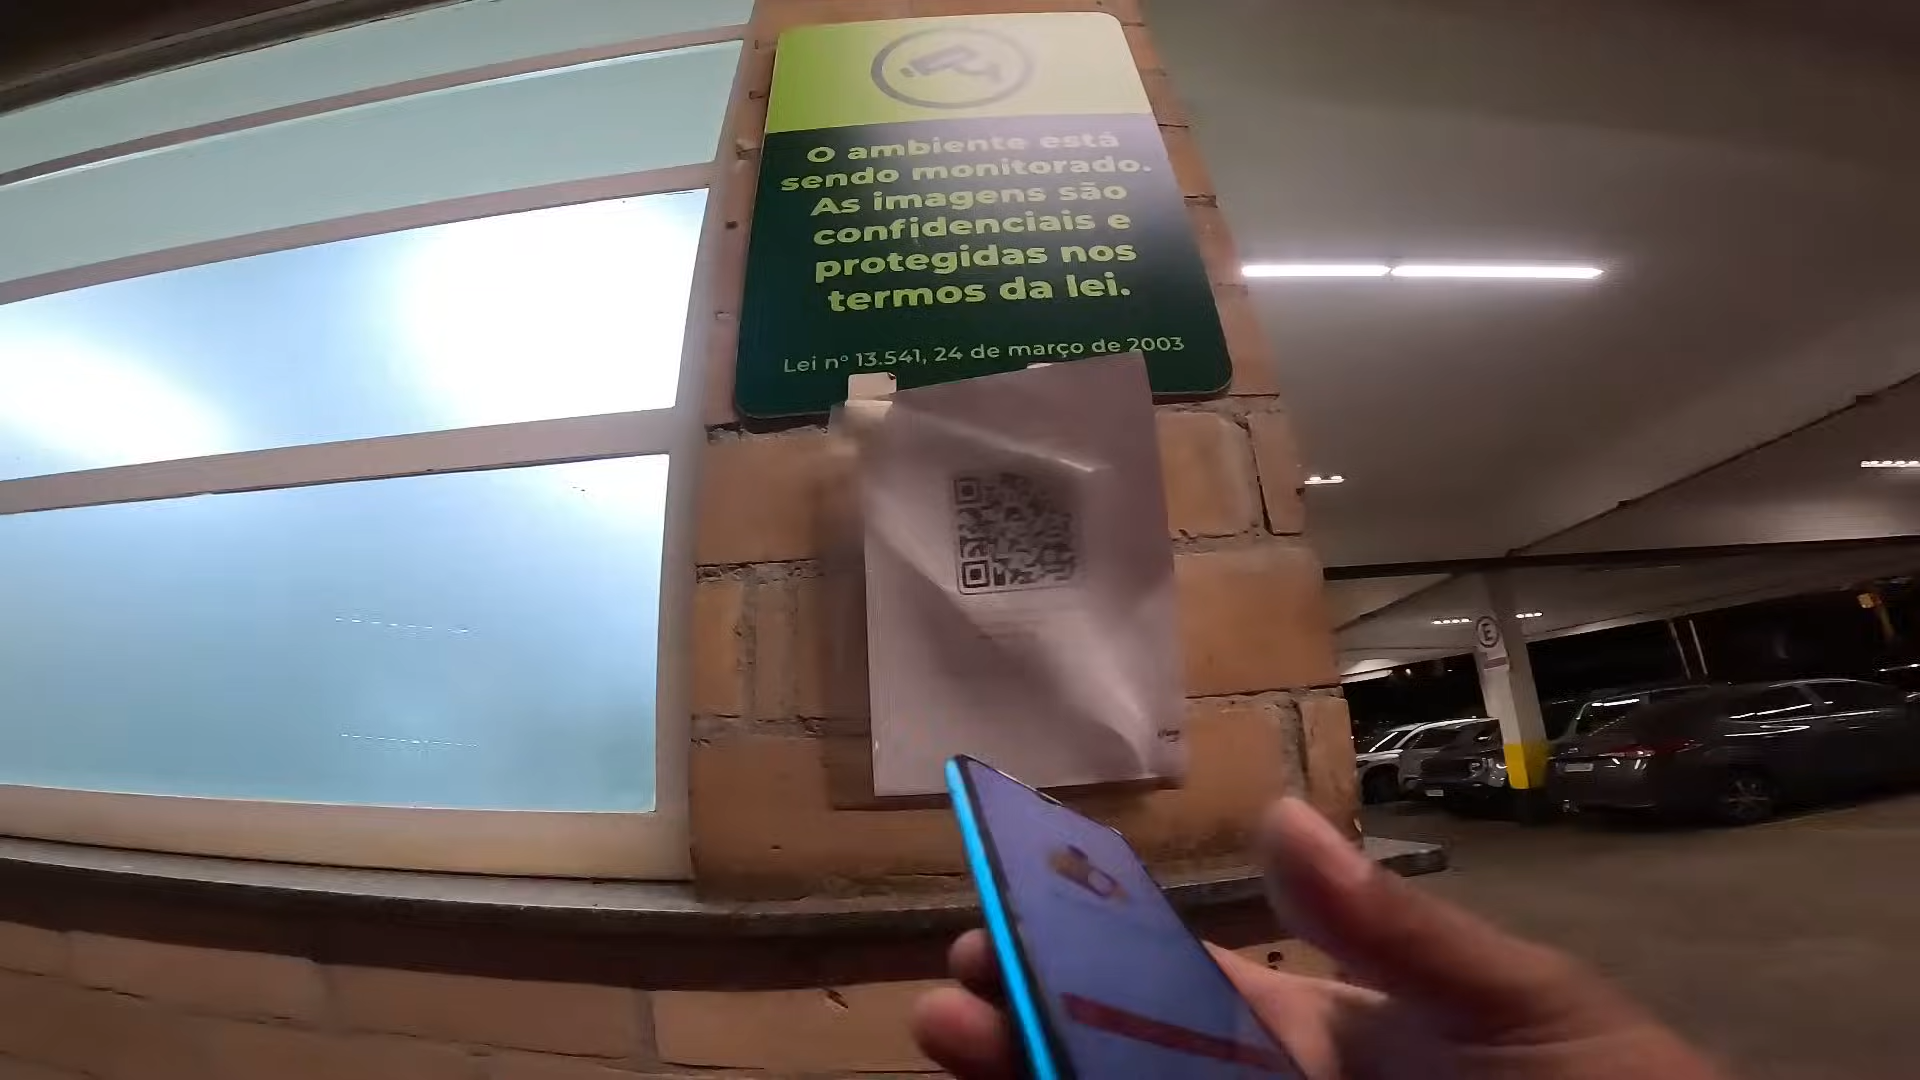 O ambiente está
sendo monitorado.
As imagens são
confidenciais e
protegidas nos
termos da lei.
Lei nº 13.541, 24 de março de 2003
E